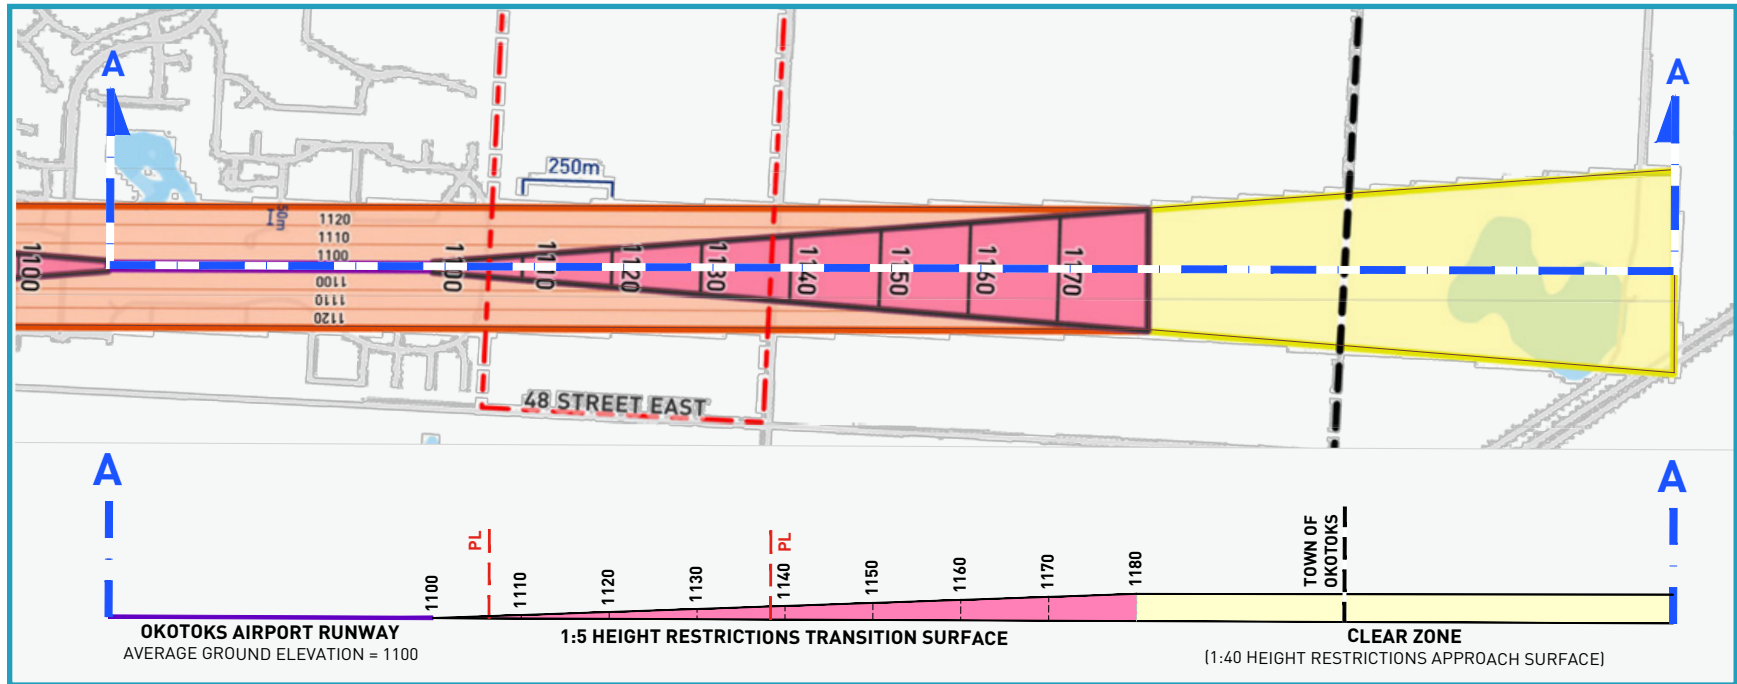 A
A
250m
50m
1120
1110
1100
1100
1110
1120
1100
1100
1110
1120
1130
1140
1150
1160
1170
48 STREET EAST
A
A
PL
PL
TOWN OF
OKOTOKS
1100
1110
1120
1130
1140
1150
1160
1170
1180
OKOTOKS AIRPORT RUNWAY
AVERAGE GROUND ELEVATION = 1100
1:5 HEIGHT RESTRICTIONS TRANSITION SURFACE
CLEAR ZONE
(1:40 HEIGHT RESTRICTIONS APPROACH SURFACE)